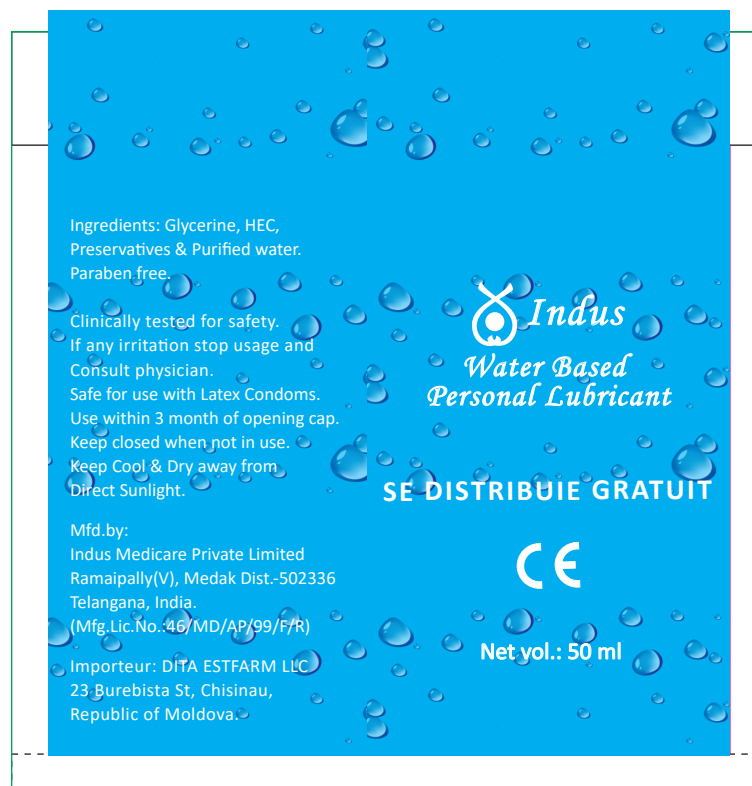 Ingredients: Glycerine, HEC,
Preservatives & Purified water.
Paraben free.
Clinically tested for safety.
If any irritation stop usage and
Consult physician.
Safe for use with Latex Condoms.
Use within 3 month of opening cap.
Keep closed when not in use.
Keep Cool & Dry away from
Direct Sunlight.
Mfd.by:
Indus Medicare Private Limited
Ramaipally(V), Medak Dist.-502336
Telangana, India.
(Mfg.Lic.No.:46/MD/AP/99/F/R)
Importeur: DITA ESTFARM LLC
23 Burebista St, Chisinau,
Republic of Moldova.
Indus
Water Based
Personal Lubricant
SE DISTRIBUIE GRATUIT
CE
Net vol.: 50 ml